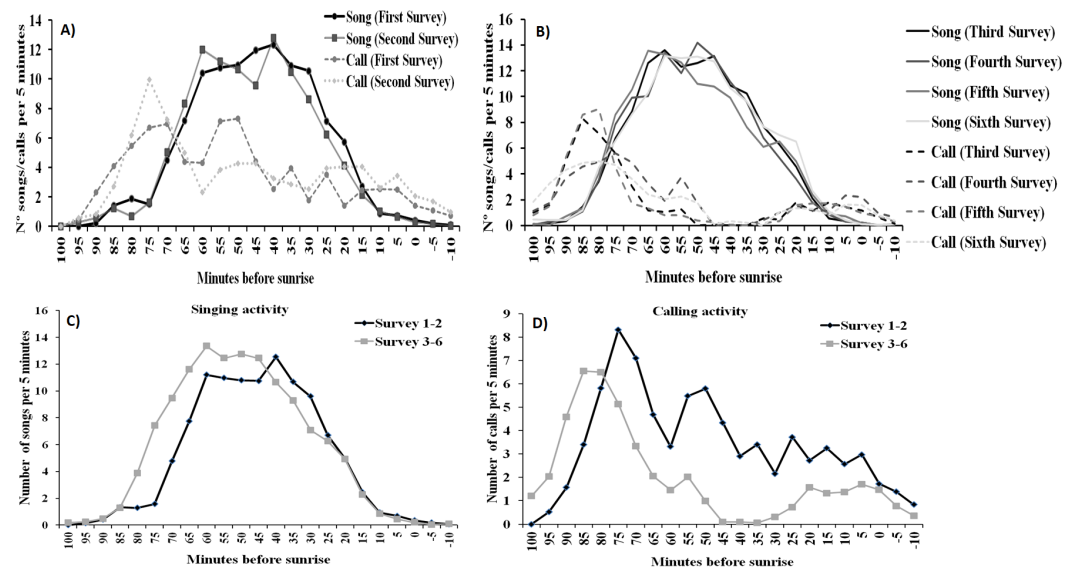 A)
Song (First Survey)
Song (Second Survey)
Call (First Survey)
Call (Second Survey)
Nº songs/calls per 5 minutes
14
12
10
8
6
4
2
0
100 95 90 85 80 75 70 65 60 55 50 45 40 35 30 25 20 15 10 5 0 -5 -10
Minutes before sunrise
B)
Song (Third Survey)
Song (Fourth Survey)
Song (Fifth Survey)
Song (Sixth Survey)
Call (Third Survey)
Call (Fourth Survey)
Call (Fifth Survey)
Call (Sixth Survey)
Nº songs/calls per 5 minutes
16
14
12
10
8
6
4
2
0
100 95 90 85 80 75 70 65 60 55 50 45 40 35 30 25 20 15 10 5 0 -5 -10
Minutes before sunrise
C)
Singing activity
Survey 1-2
Survey 3-6
Number of songs per 5 minutes
16
14
12
10
8
6
4
2
0
100 95 90 85 80 75 70 65 60 55 50 45 40 35 30 25 20 15 10 5 0 -5 -10
Minutes before sunrise
D)
Calling activity
Survey 1-2
Survey 3-6
Number of calls per 5 minutes
9
8
7
6
5
4
3
2
1
0
100 95 90 85 80 75 70 65 60 55 50 45 40 35 30 25 20 15 10 5 0 -5 -10
Minutes before sunrise